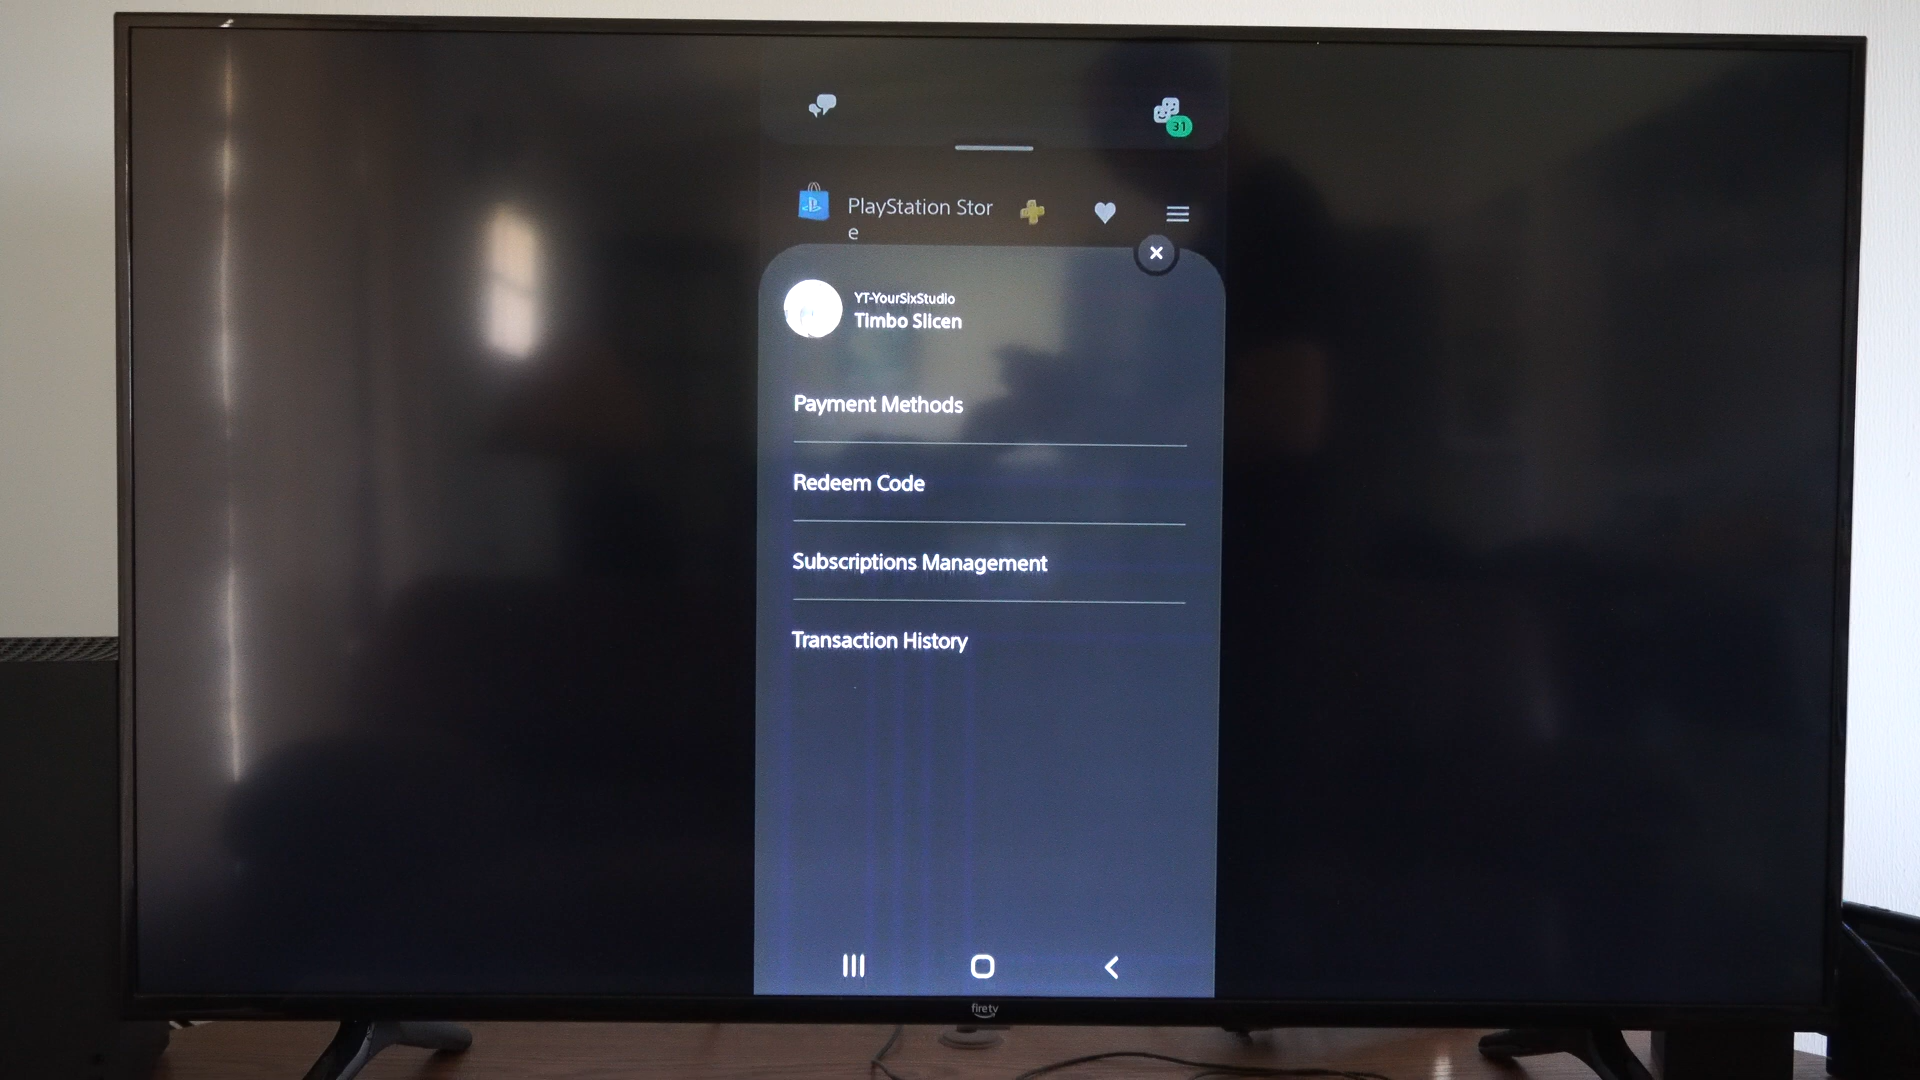 31
PlayStation Stor
e
YT-YourSixStudio
Timbo Slicen
Payment Methods
Redeem Code
Subscriptions Management
Transaction History
firetv